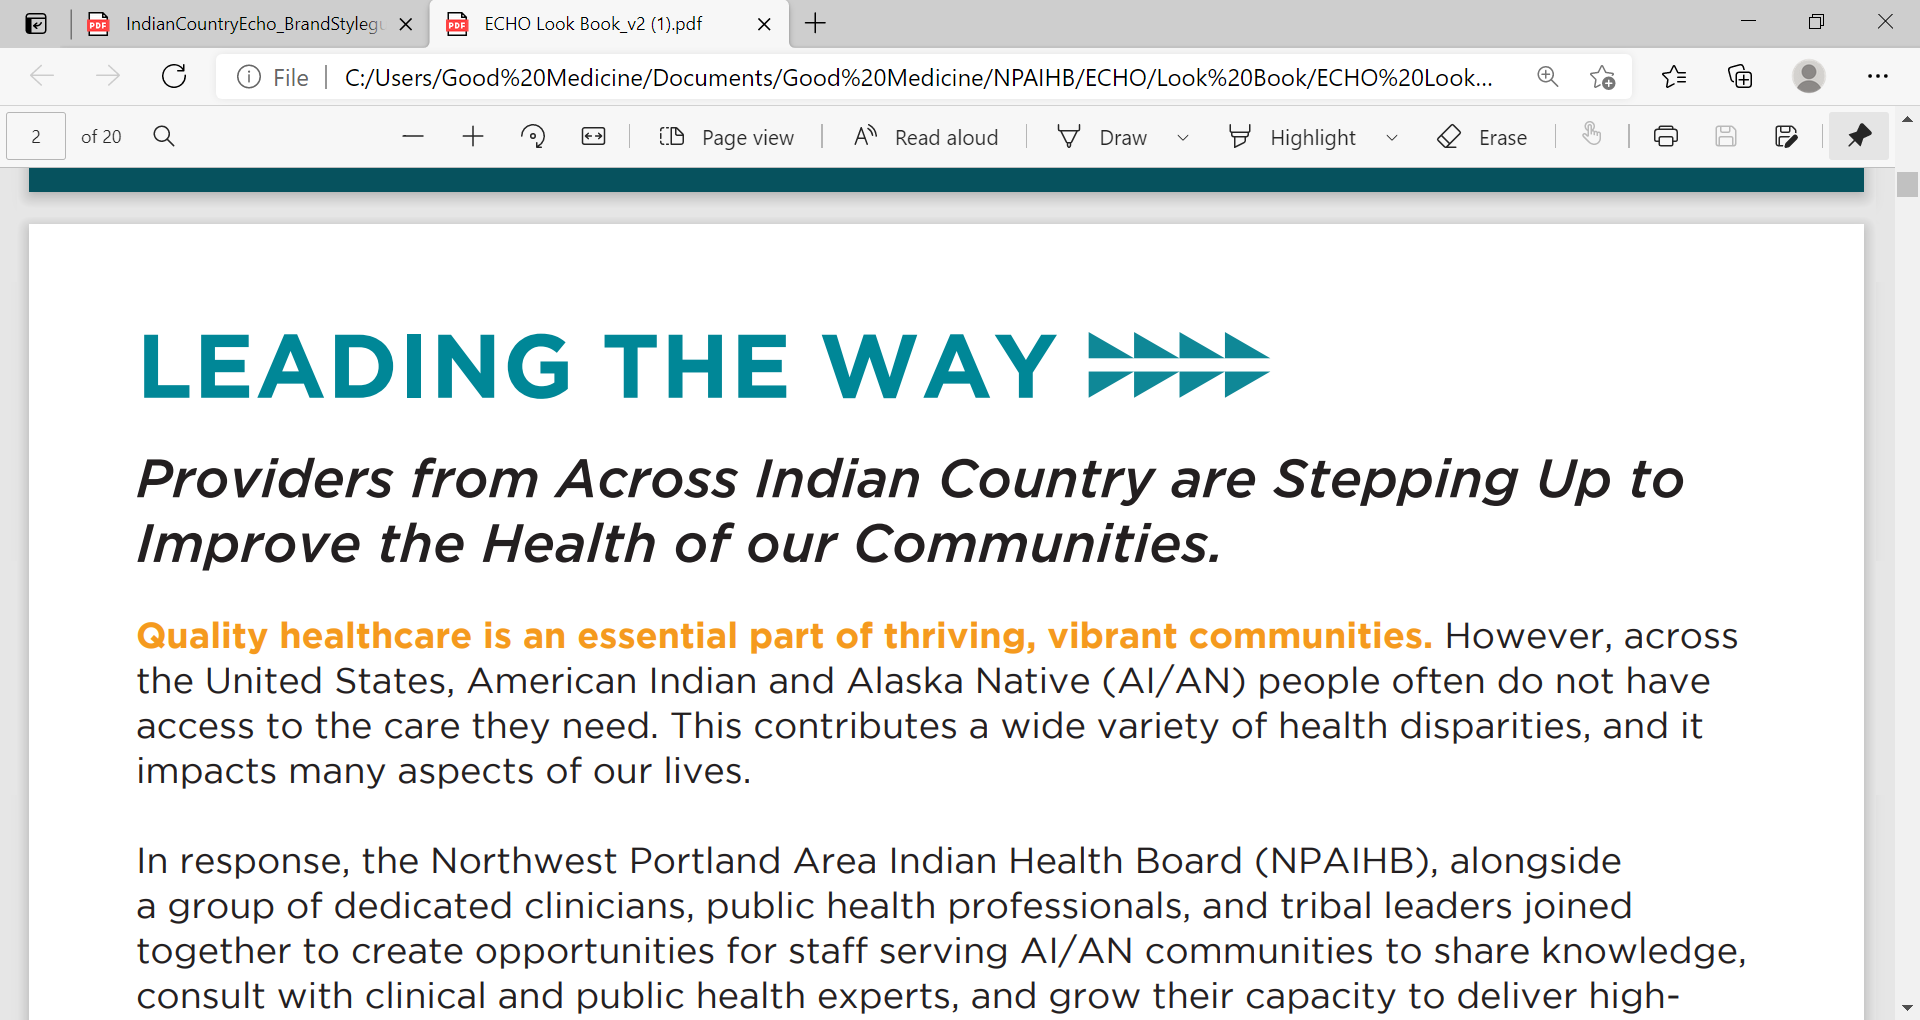 IndianCountryEcho_BrandStylegu
ECHO Look Book_v2 (1).pdf
File
C:/Users/Good%20Medicine/Documents/Good%20Medicine/NPAIHB/ECHO/Look%20Book/ECHO%20Look...
2 of 20
Page view
Read aloud
Draw
Highlight
Erase
LEADING THE WAY
Providers from Across Indian Country are Stepping Up to
Improve the Health of our Communities.
Quality healthcare is an essential part of thriving, vibrant communities. However, across
the United States, American Indian and Alaska Native (AI/AN) people often do not have
access to the care they need. This contributes a wide variety of health disparities, and it
impacts many aspects of our lives.
In response, the Northwest Portland Area Indian Health Board (NPAIHB), alongside
a group of dedicated clinicians, public health professionals, and tribal leaders joined
together to create opportunities for staff serving AI/AN communities to share knowledge,
consult with clinical and public health experts, and grow their capacity to deliver high-